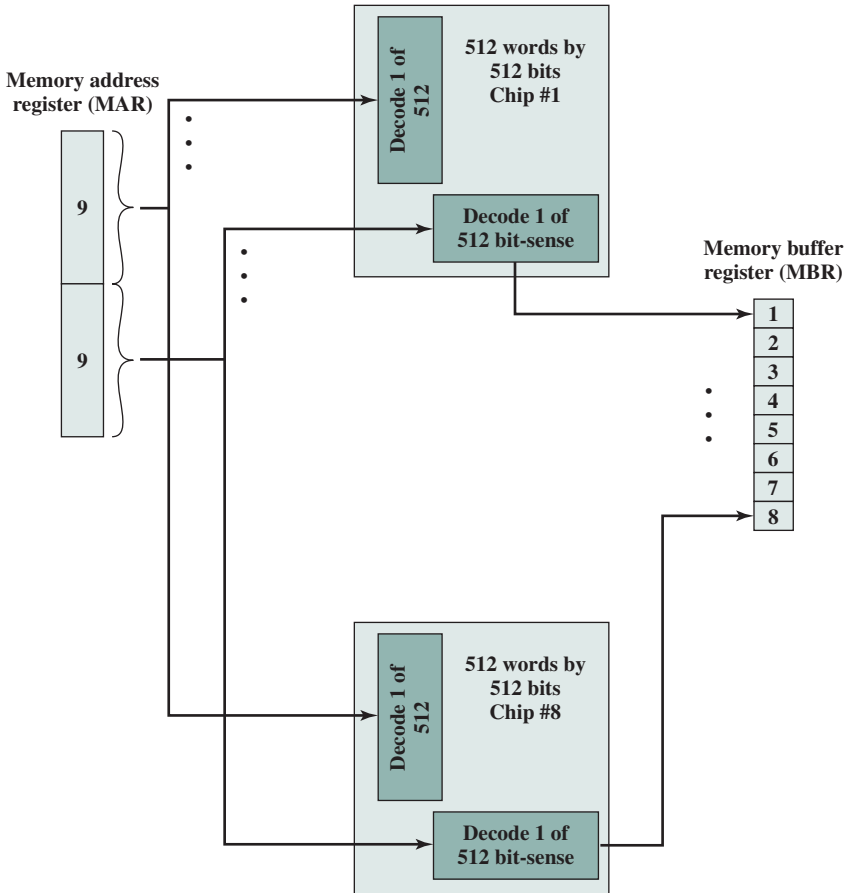 Memory address
register (MAR)
9
9
Decode 1 of
512
512 words by
512 bits
Chip #1
Decode 1 of
512 bit-sense
Memory buffer
register (MBR)
1
2
3
4
5
6
7
8
Decode 1 of
512
512 words by
512 bits
Chip #8
Decode 1 of
512 bit-sense